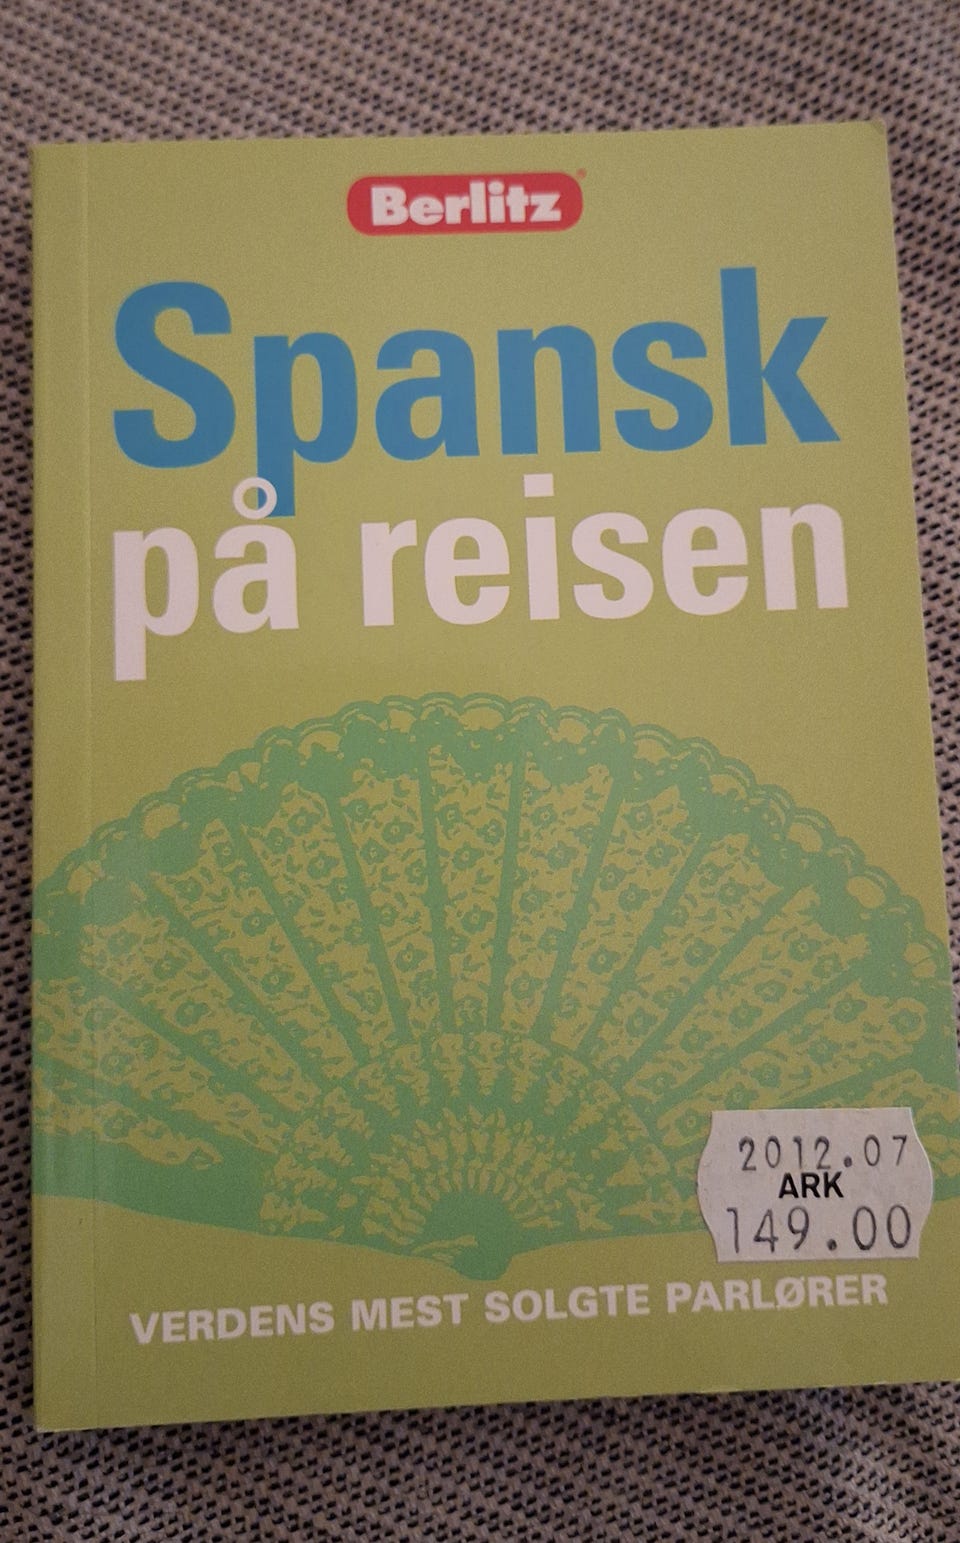 Berlitz®
Spansk
på reisen
2012.07
ARK
149.00
VERDENS MEST SOLGTE PARLØRER